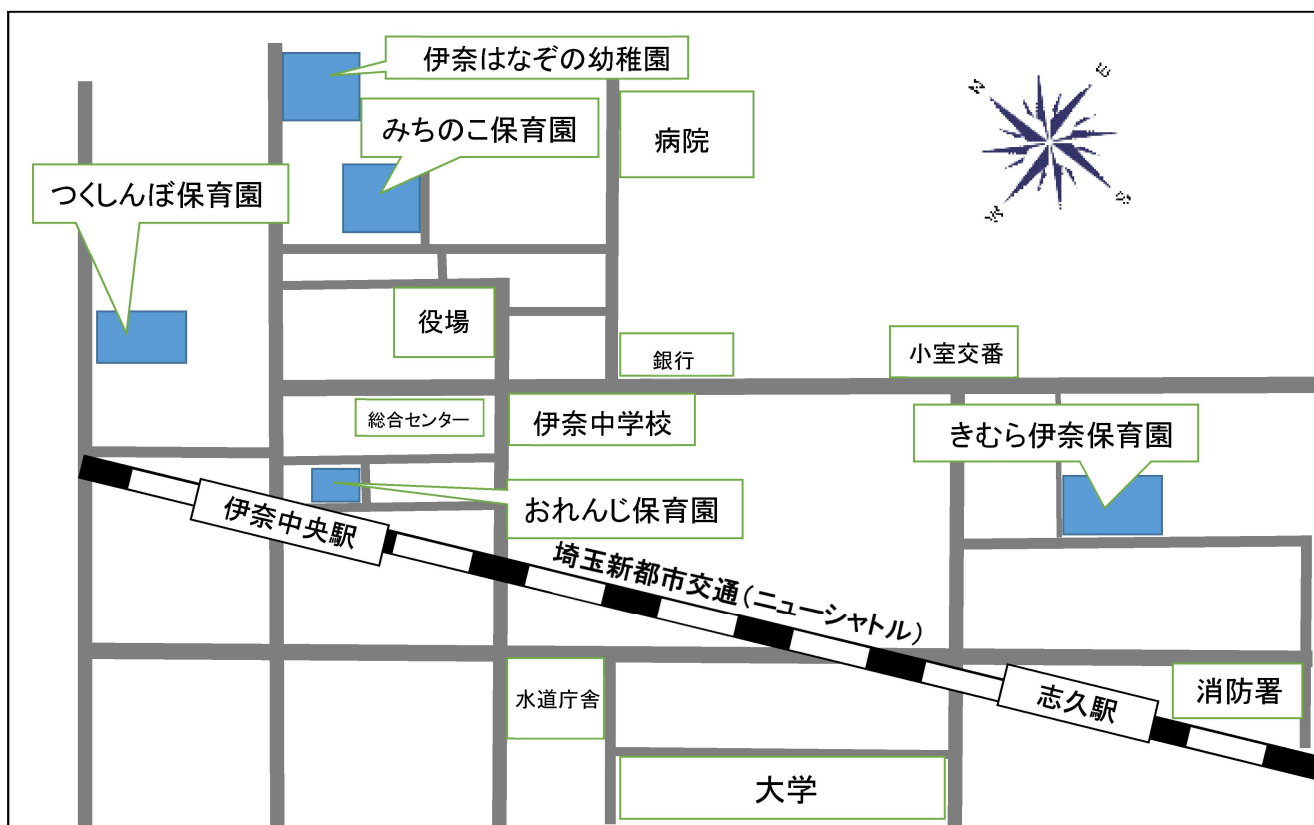 伊奈はなぞの幼稚園
みちのこ保育園
病院
N
E
W
S
つくしんぼ保育園
役場
銀行
小室交番
総合センター
伊奈中学校
きむら伊奈保育園
おれんじ保育園
伊奈中央駅
埼玉新都市交通(ニューシャトル)
水道庁舎
志久駅
消防署
大学